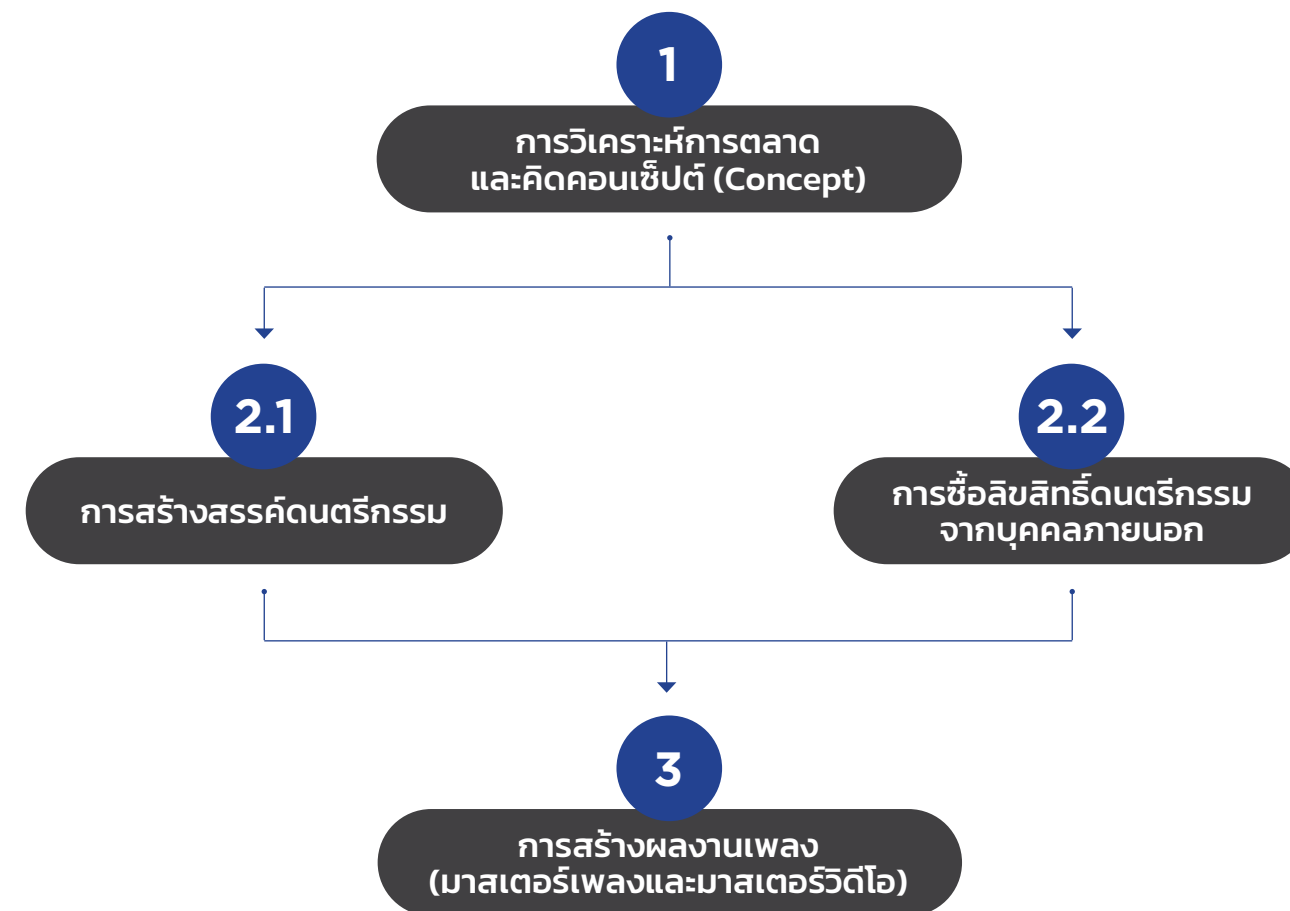 1
การวิเคราะห์การตลาด
และคิดคอนเซ็ปต์ (Concept)
2.1
การสร้างสรรค์ดนตรีกรรม
2.2
การซื้อลิขสิทธิ์ดนตรีกรรม
จากบุคคลภายนอก
3
การสร้างผลงานเพลง
(มาสเตอร์เพลงและมาสเตอร์วิดีโอ)